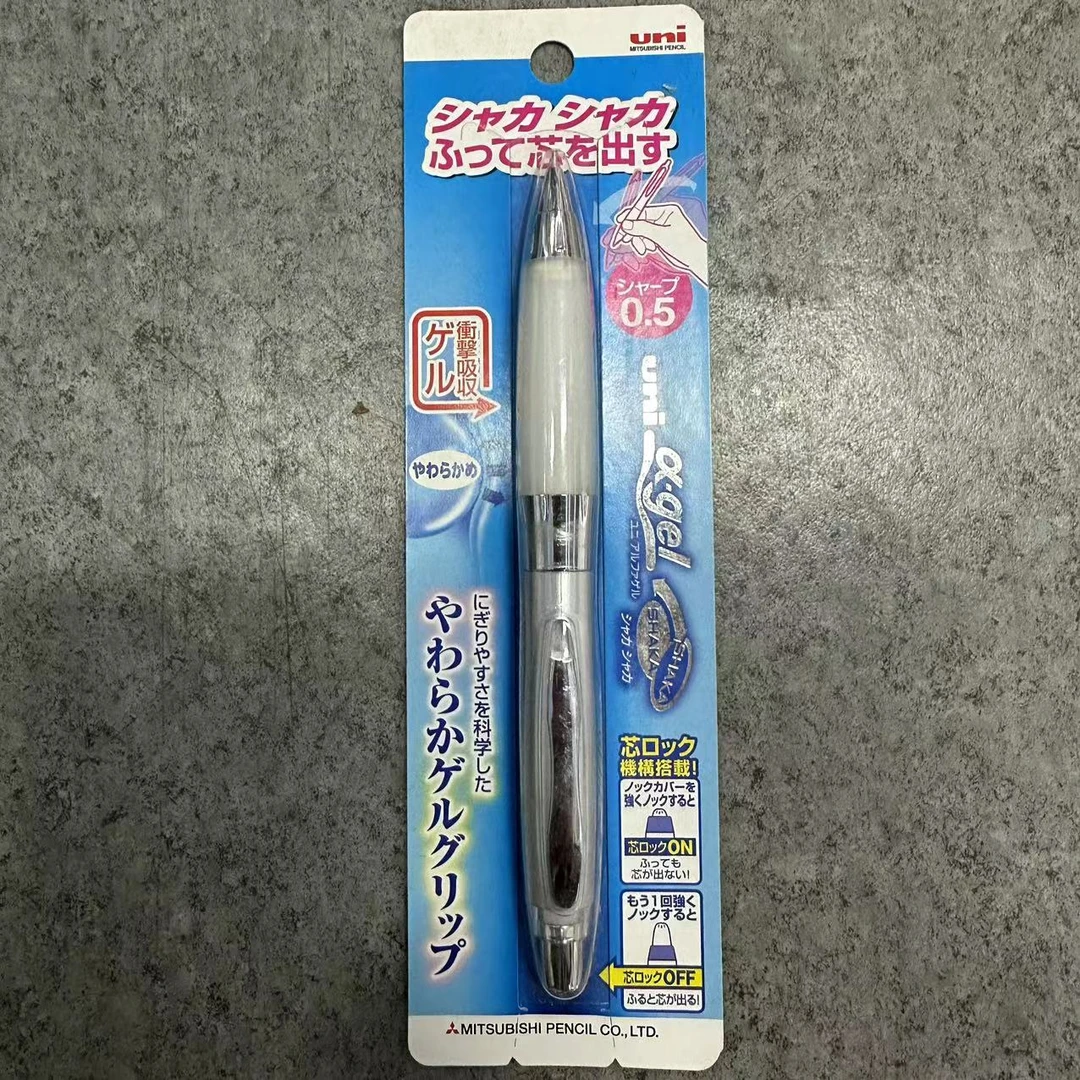 uni
MITSUBISHI PENCIL
シャカ シャカ
ふって芯を出す
シャープ
0.5
衝撃吸収
ゲル
やわらかめ
uni α·gel
ユニ アルファゲル
SHAKA
SHAKA
シャカ シャカ
にぎりやすさを科学した
やわらかゲルグリップ
芯ロック
機構搭載!
ノックカバーを
強くノックすると
芯ロックON
ふっても
芯が出ない!
もう1回強く
ノックすると
芯ロックOFF
ふると芯が出る!
MITSUBISHI PENCIL CO., LTD.